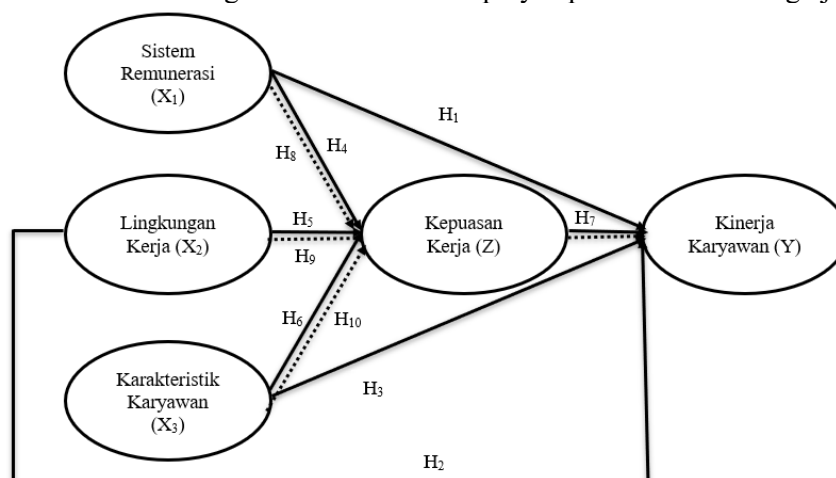 Sistem
Remunerasi
(X1)
H1
H4
H8
Lingkungan
Kerja (X2)
H5
H9
Kepuasan
Kerja (Z)
H7
Kinerja
Karyawan (Y)
H6
H10
Karakteristik
Karyawan
(X3)
H3
H2